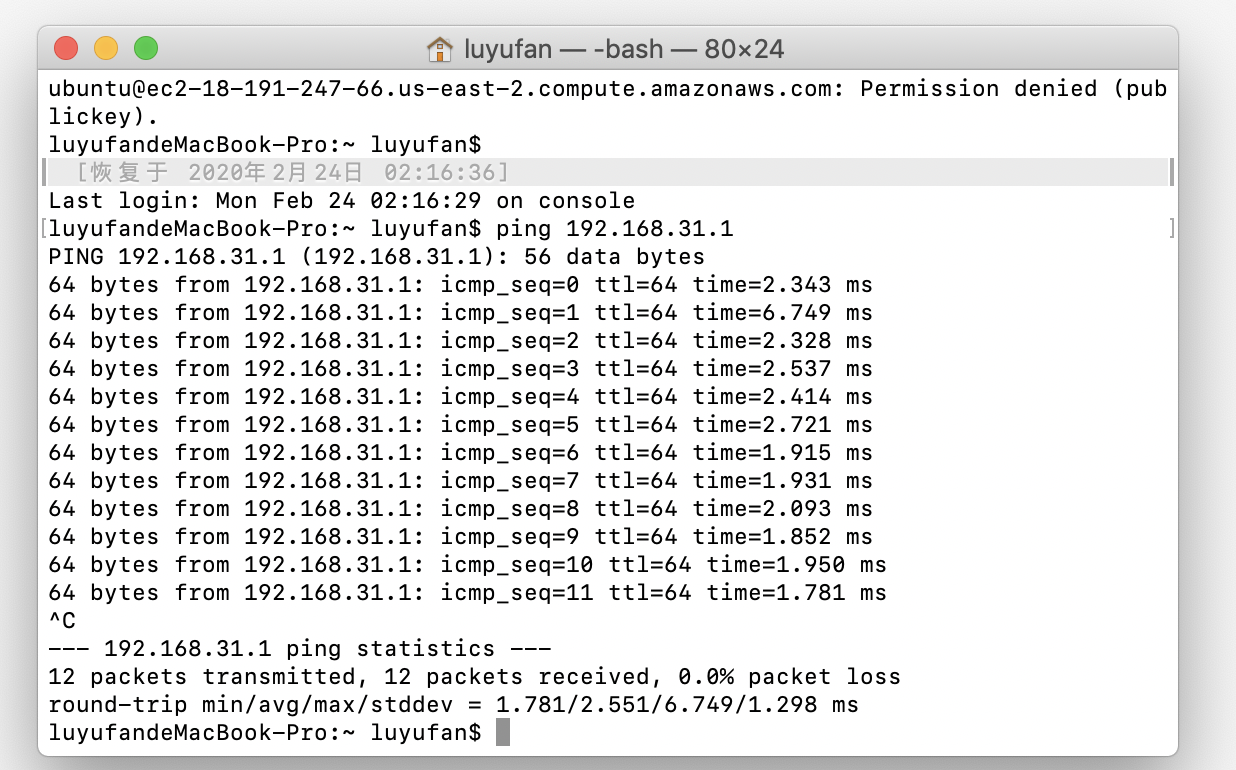 luyufan — -bash — 80×24
ubuntu@ec2-18-191-247-66.us-east-2.compute.amazonaws.com: Permission denied (pub
lickey).
luyufandeMacBook-Pro:~ luyufan$
[恢复于 2020年2月24日 02:16:36]
Last login: Mon Feb 24 02:16:29 on console
[luyufandeMacBook-Pro:~ luyufan$ ping 192.168.31.1 ]
PING 192.168.31.1 (192.168.31.1): 56 data bytes
64 bytes from 192.168.31.1: icmp_seq=0 ttl=64 time=2.343 ms
64 bytes from 192.168.31.1: icmp_seq=1 ttl=64 time=6.749 ms
64 bytes from 192.168.31.1: icmp_seq=2 ttl=64 time=2.328 ms
64 bytes from 192.168.31.1: icmp_seq=3 ttl=64 time=2.537 ms
64 bytes from 192.168.31.1: icmp_seq=4 ttl=64 time=2.414 ms
64 bytes from 192.168.31.1: icmp_seq=5 ttl=64 time=2.721 ms
64 bytes from 192.168.31.1: icmp_seq=6 ttl=64 time=1.915 ms
64 bytes from 192.168.31.1: icmp_seq=7 ttl=64 time=1.931 ms
64 bytes from 192.168.31.1: icmp_seq=8 ttl=64 time=2.093 ms
64 bytes from 192.168.31.1: icmp_seq=9 ttl=64 time=1.852 ms
64 bytes from 192.168.31.1: icmp_seq=10 ttl=64 time=1.950 ms
64 bytes from 192.168.31.1: icmp_seq=11 ttl=64 time=1.781 ms
^C
--- 192.168.31.1 ping statistics ---
12 packets transmitted, 12 packets received, 0.0% packet loss
round-trip min/avg/max/stddev = 1.781/2.551/6.749/1.298 ms
luyufandeMacBook-Pro:~ luyufan$